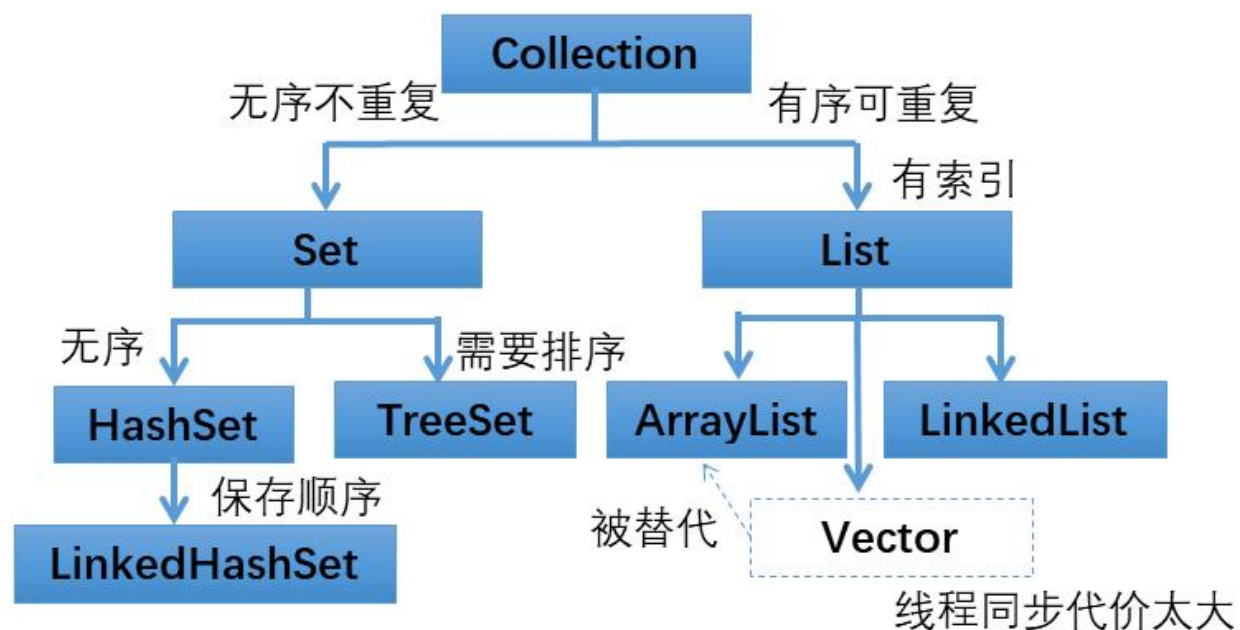 Collection
无序不重复
有序可重复
有索引
Set
List
无序
需要排序
HashSet
TreeSet
ArrayList
LinkedList
保存顺序
被替代
Vector
LinkedHashSet
线程同步代价太大